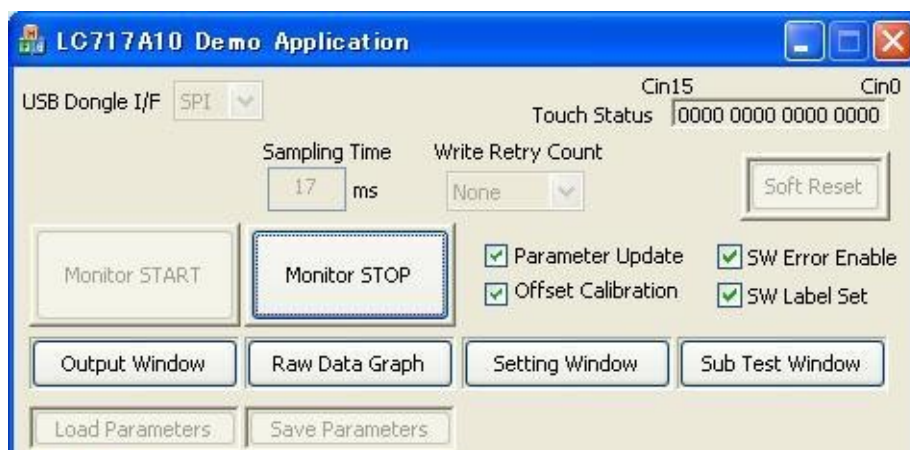 LC717A10 Demo Application
Cin15 Cin0
USB Dongle I/F SPI
Touch Status 0000 0000 0000 0000
Sampling Time Write Retry Count
17 ms None Soft Reset
Monitor START Monitor STOP
Parameter Update SW Error Enable
Offset Calibration SW Label Set
Output Window Raw Data Graph Setting Window Sub Test Window
Load Parameters Save Parameters